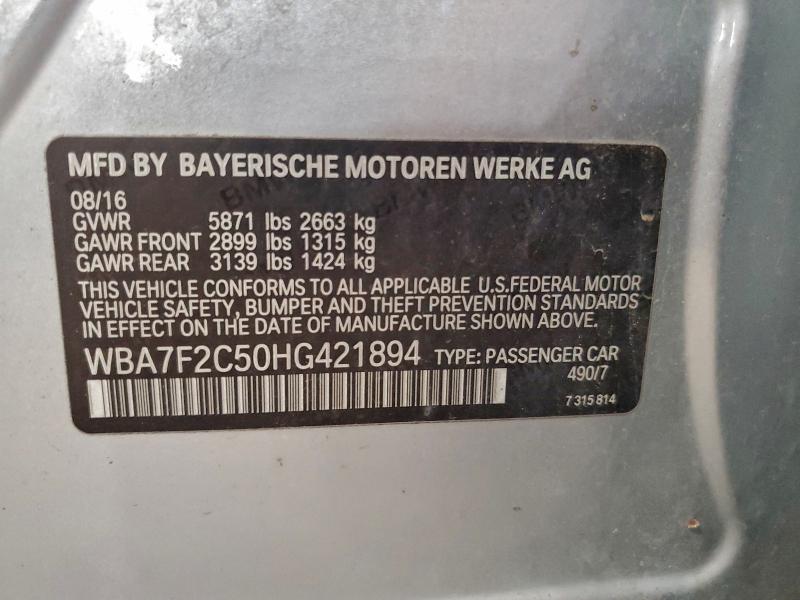 MFD BY BAYERISCHE MOTOREN WERKE AG
08/16
GVWR 5871 lbs 2663 kg
GAWR FRONT 2899 lbs 1315 kg
GAWR REAR 3139 lbs 1424 kg
THIS VEHICLE CONFORMS TO ALL APPLICABLE U.S.FEDERAL MOTOR
VEHICLE SAFETY, BUMPER AND THEFT PREVENTION STANDARDS
IN EFFECT ON THE DATE OF MANUFACTURE SHOWN ABOVE.
WBA7F2C50HG421894 TYPE: PASSENGER CAR
490/7
7 315 814